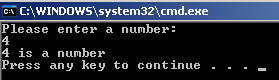 C:\WINDOWS\system32\cmd.exe
Please enter a number:
4
4 is a number
Press any key to continue . . .